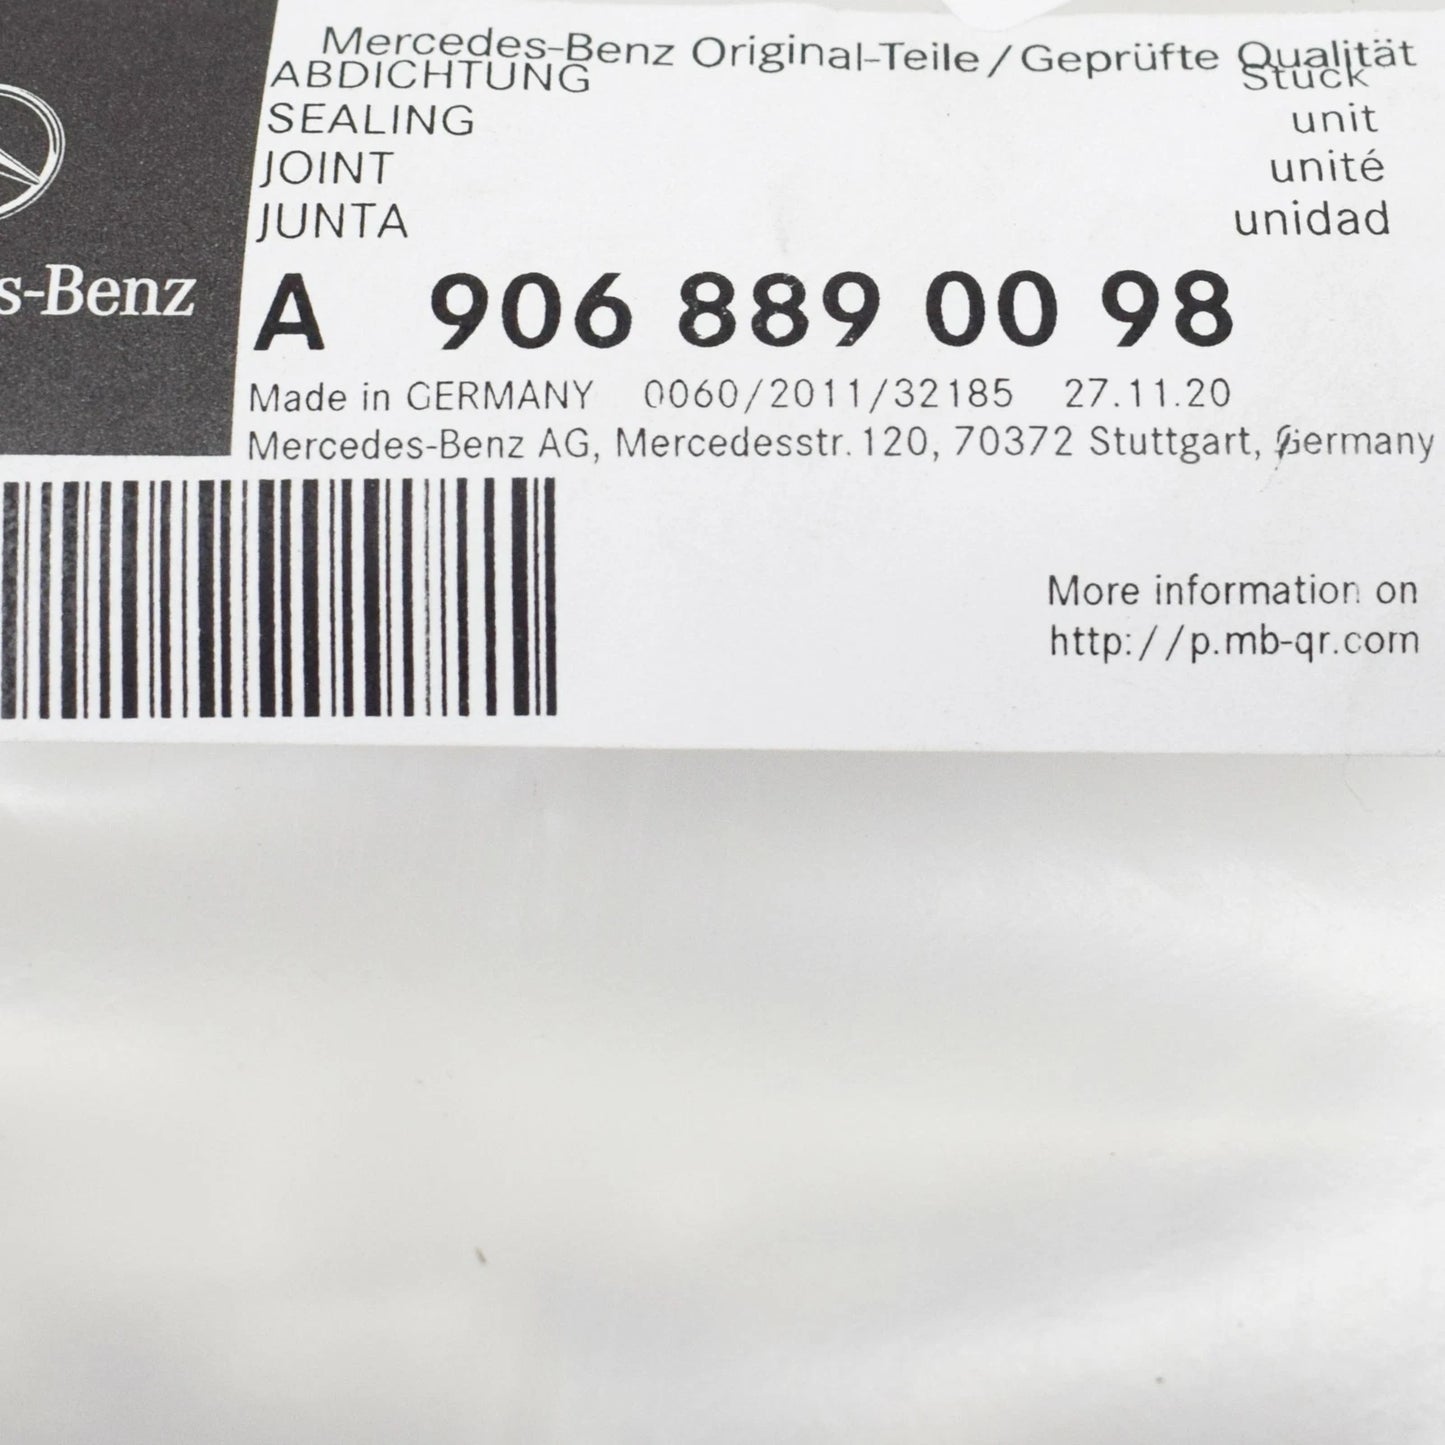 Mercedes-Benz Original-Teile / Geprüfte Qualität
ABDICHTUNG Stück
SEALING unit
JOINT unité
JUNTA unidad
s-Benz
A 906 889 00 98
Made in GERMANY 0060/2011/32185 27.11.20
Mercedes-Benz AG, Mercedesstr. 120, 70372 Stuttgart, Germany
More information on
http://p.mb-qr.com